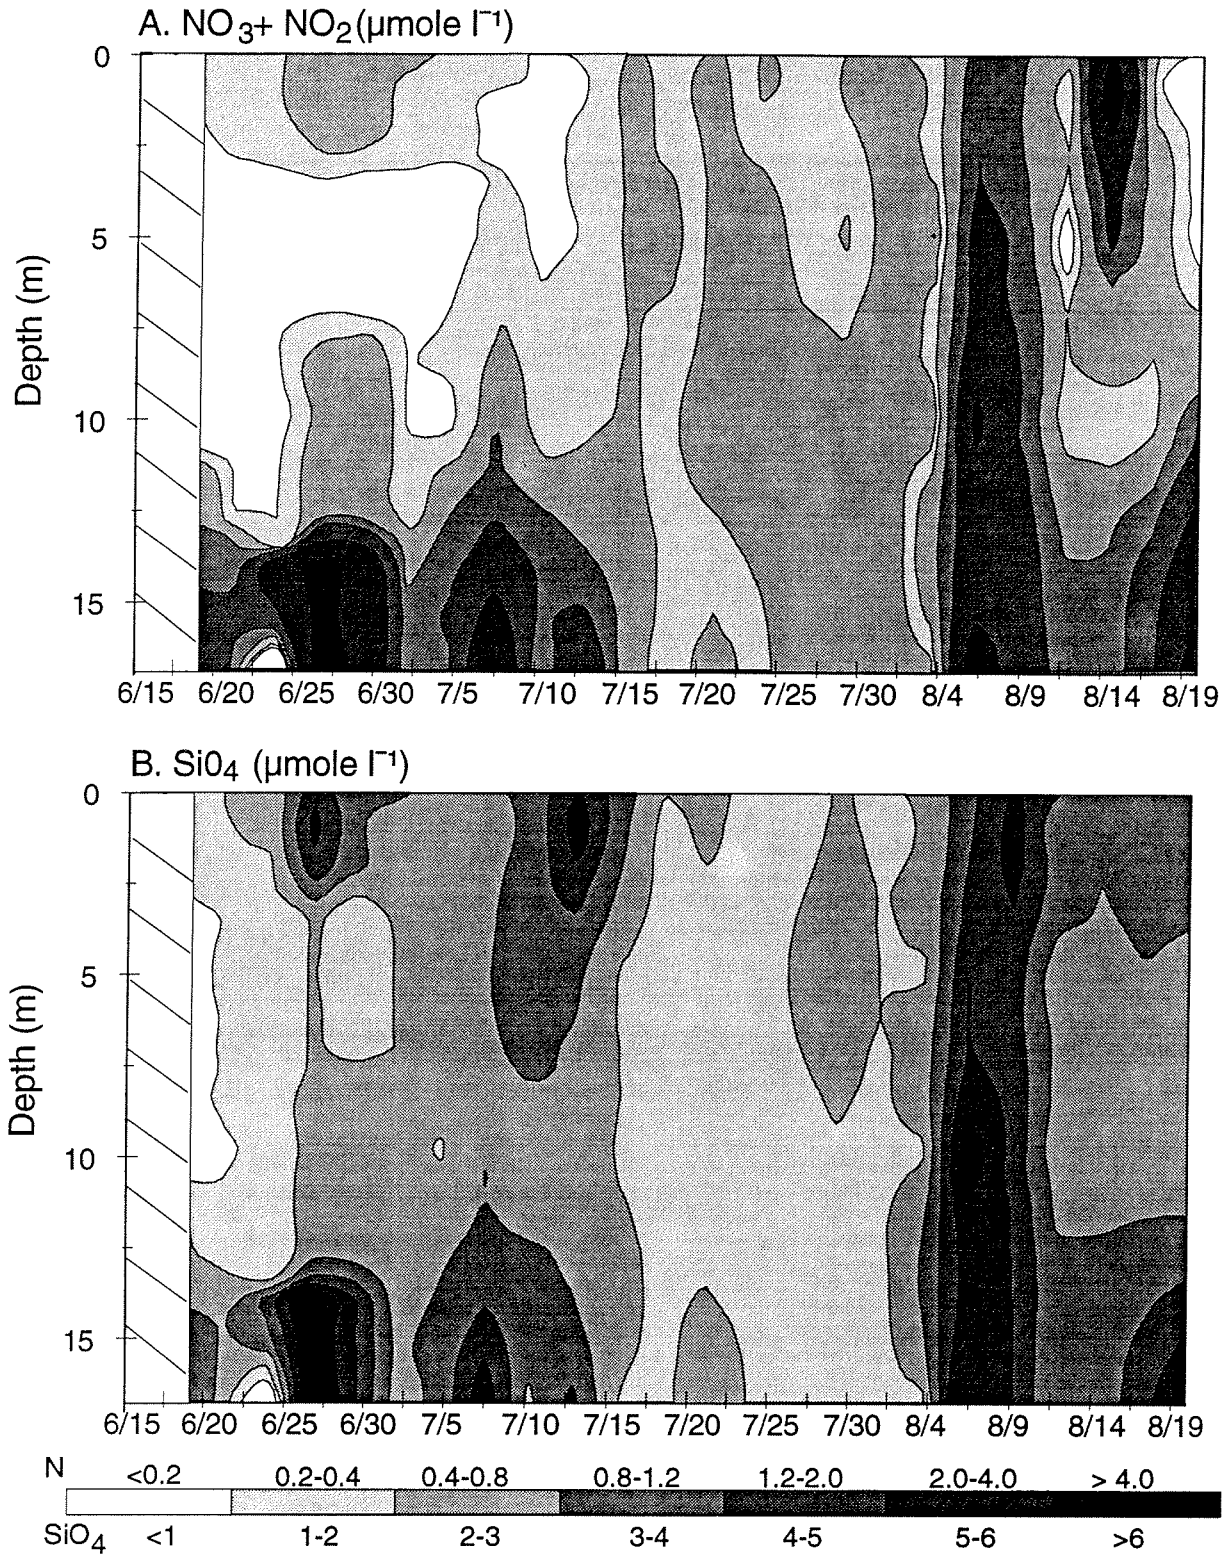 A. NO3+ NO2(µmole l⁻¹)
0
5
10
15
Depth (m)
6/15 6/20 6/25 6/30 7/5 7/10 7/15 7/20 7/25 7/30 8/4 8/9 8/14 8/19
B. Si04 (µmole l⁻¹)
0
5
10
15
Depth (m)
6/15 6/20 6/25 6/30 7/5 7/10 7/15 7/20 7/25 7/30 8/4 8/9 8/14 8/19
N <0.2 0.2-0.4 0.4-0.8 0.8-1.2 1.2-2.0 2.0-4.0 > 4.0
SiO4 <1 1-2 2-3 3-4 4-5 5-6 >6